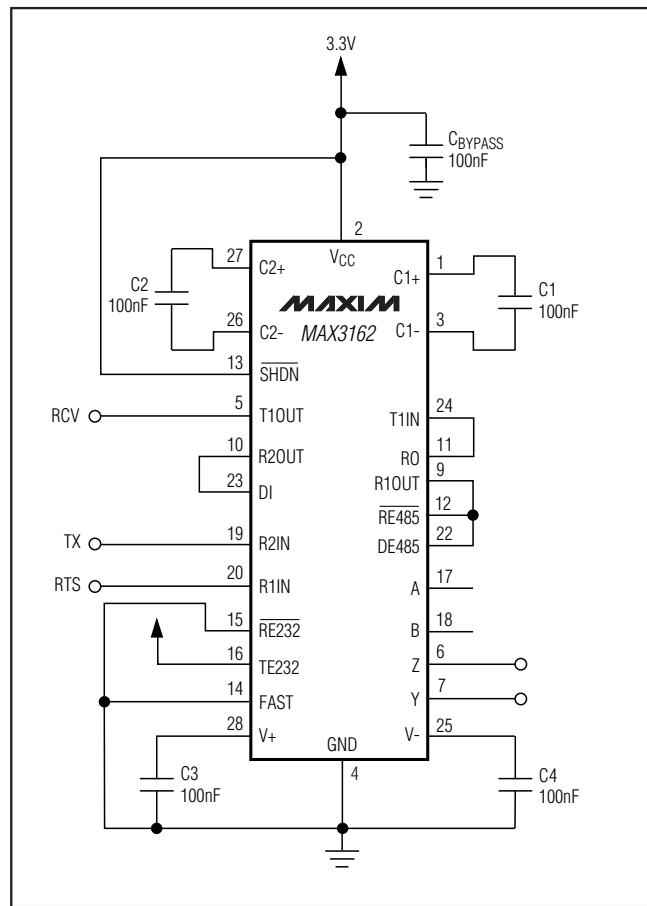 3.3V
CBYPASS
100nF
2
VCC
27
C2+
C2
100nF
26
C2-
1
C1+
C1
100nF
3
C1-
MAXIM
MAX3162
13
SHDN
RCV
5
T1OUT
24
T1IN
10
R2OUT
11
RO
23
DI
9
R1OUT
12
RE485
22
DE485
TX
19
R2IN
RTS
20
R1IN
17
A
15
RE232
18
B
16
TE232
6
Z
14
FAST
7
Y
28
V+
25
V-
GND
4
C3
100nF
C4
100nF